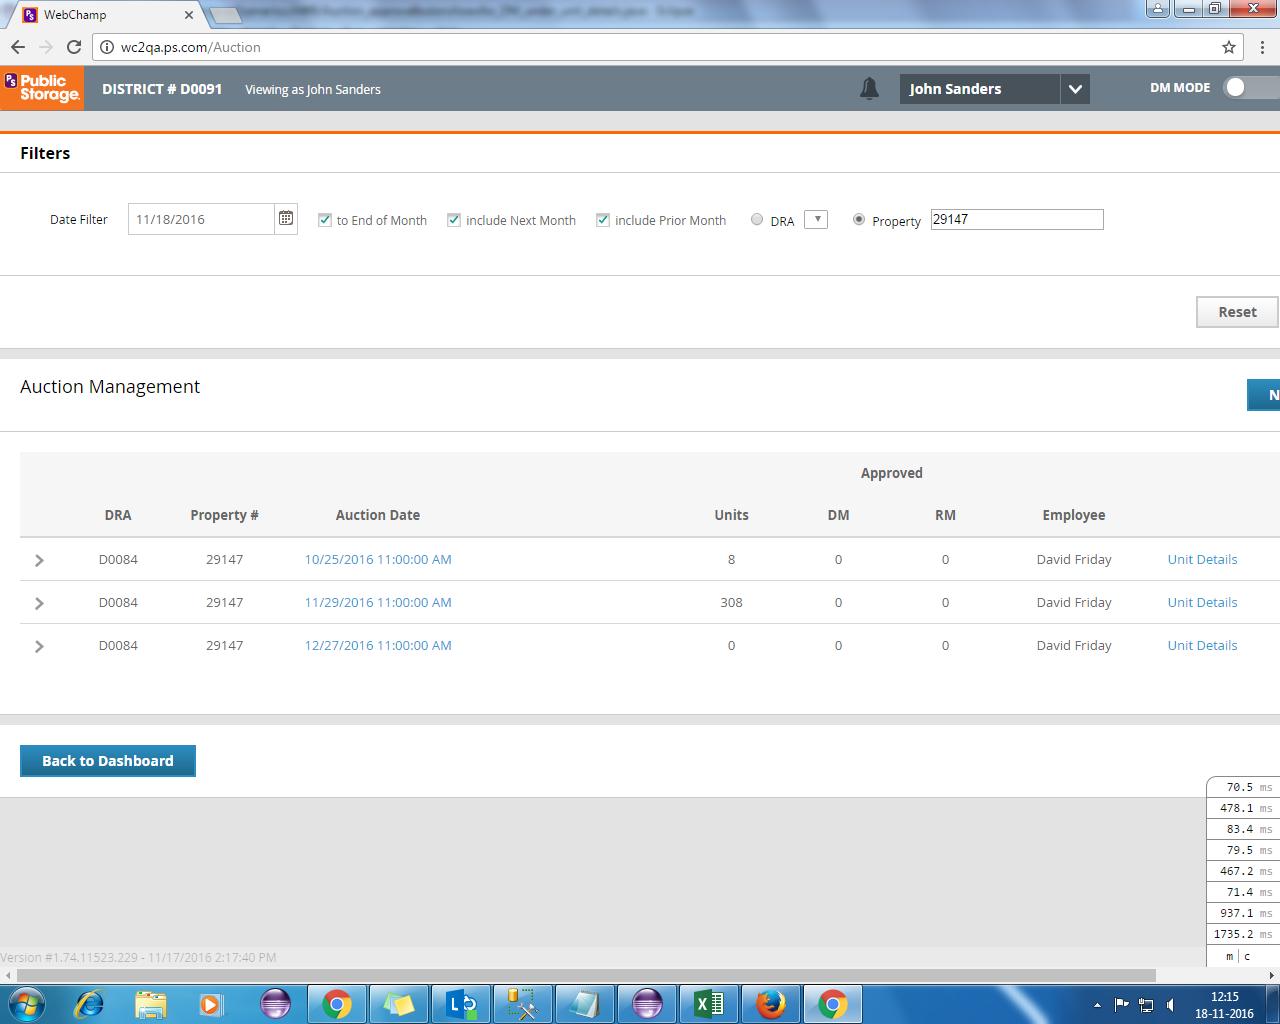 WebChamp
wc2qa.ps.com/Auction
PS Public Storage. DISTRICT # D0091 Viewing as John Sanders John Sanders DM MODE
Filters
Date Filter 11/18/2016 to End of Month include Next Month include Prior Month DRA Property 29147
Reset
Auction Management
N
Approved
DRA Property # Auction Date Units DM RM Employee
D0084 29147 10/25/2016 11:00:00 AM 8 0 0 David Friday Unit Details
D0084 29147 11/29/2016 11:00:00 AM 308 0 0 David Friday Unit Details
D0084 29147 12/27/2016 11:00:00 AM 0 0 0 David Friday Unit Details
Back to Dashboard
70.5 ms
478.1 ms
83.4 ms
79.5 ms
467.2 ms
71.4 ms
937.1 ms
1735.2 ms
m | c
Version #1.74.11523.229 - 11/17/2016 2:17:40 PM
12:15
18-11-2016